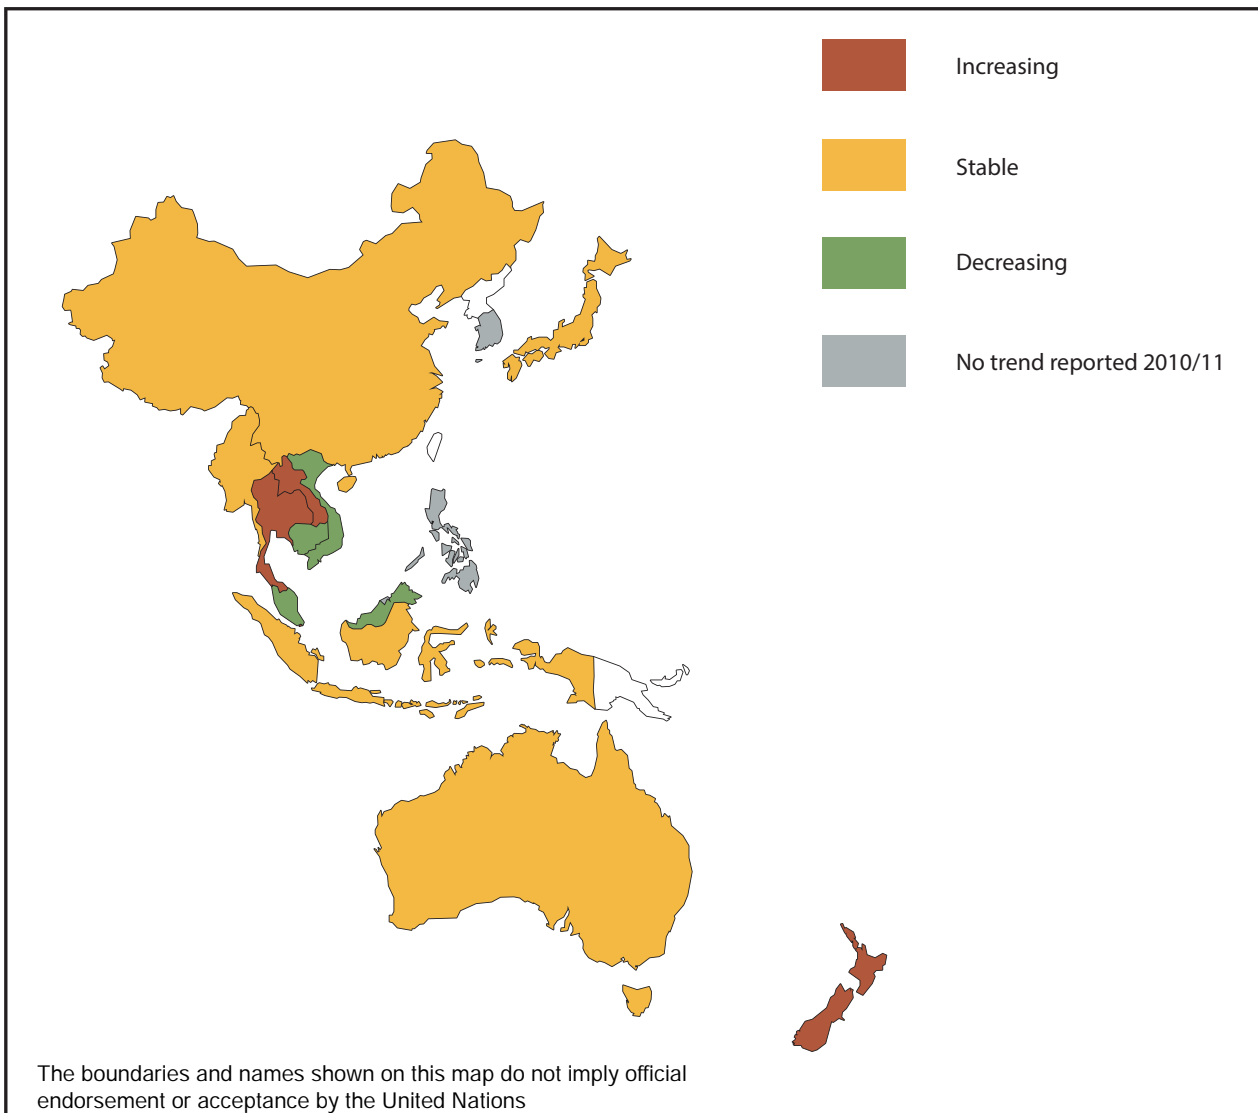 Increasing
Stable
Decreasing
No trend reported 2010/11
The boundaries and names shown on this map do not imply official
endorsement or acceptance by the United Nations